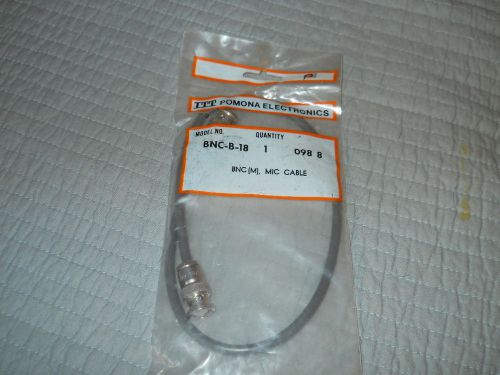 ITT POMONA ELECTRONICS
MODEL NO. QUANTITY
BNC-B-18 1 098 8
BNC(M), MIC CABLE